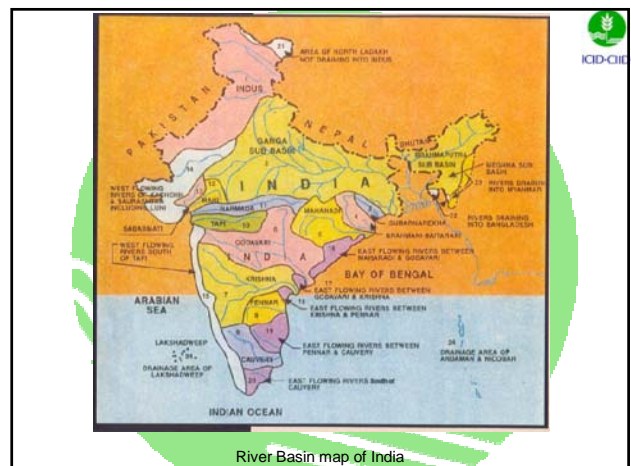 ICID-CIID
21
AREA OF NORTH LADAKH
NOT DRAINING INTO INDUS
INDUS
PAKISTAN
NEPAL
BHUTAN
GANGA
SUB BASIN
BRAHMAPUTRA
SUB BASIN
MEGHNA SUB
BASIN
RIVERS DRAINING
INTO MYANMAR
RIVERS DRAINING
INTO BANGLADESH
WEST FLOWING
RIVERS OF KACHCHH
& SAURASHTRA
INCLUDING LUNI
SABARMATI
MAHI
NARMADA
TAPI
INDIA
MAHANADI
SUBARNAREKHA
BRAHMANI BAITARANI
WEST FLOWING
RIVERS SOUTH
OF TAPI
GODAVARI
INDIA
EAST FLOWING RIVERS BETWEEN
MAHANADI & GODAVARI
BAY OF BENGAL
KRISHNA
EAST FLOWING RIVERS BETWEEN
GODAVARI & KRISHNA
ARABIAN
SEA
PENNAR
EAST FLOWING RIVERS BETWEEN
KRISHNA & PENNAR
EAST FLOWING RIVERS BETWEEN
PENNAR & CAUVERY
LAKSHADWEEP
DRAINAGE AREA OF
LAKSHADWEEP
CAUVERY
DRAINAGE AREA OF
ANDAMAN & NICOBAR
EAST FLOWING RIVERS South of
CAUVERY
INDIAN OCEAN
River Basin map of India